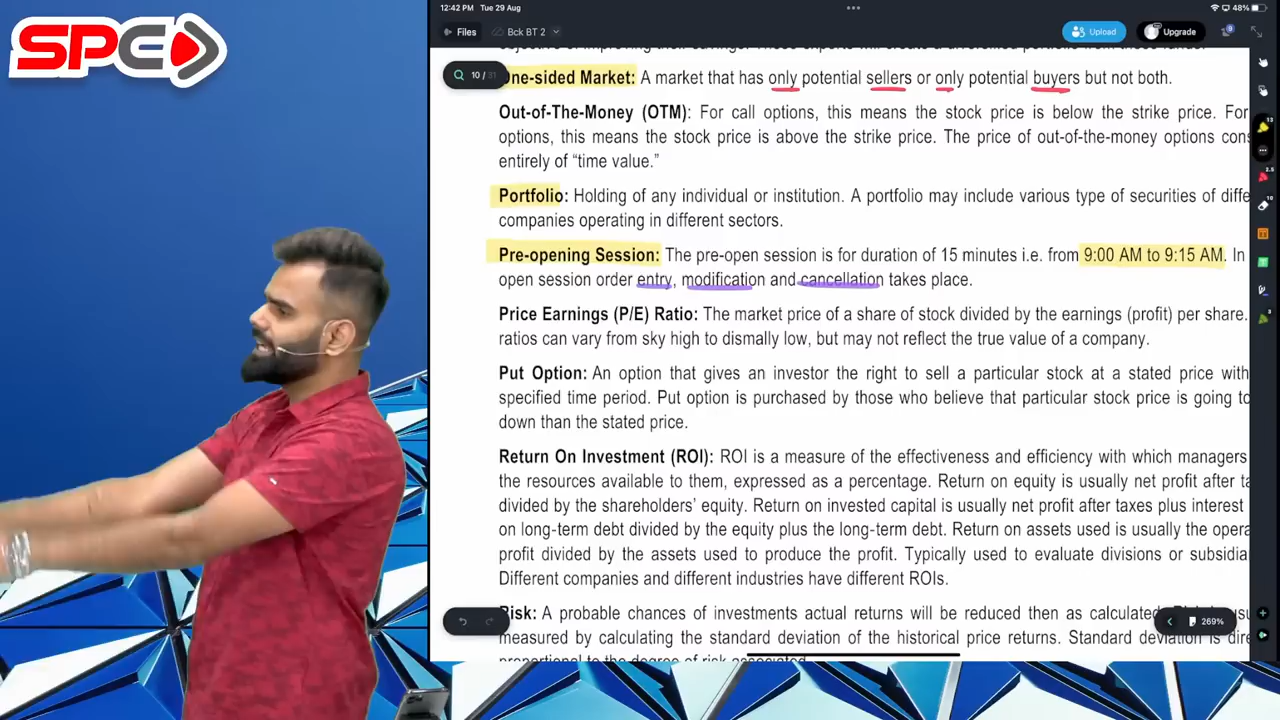 SPC
12:42 PM Tue 29 Aug
48%
Files
Bck BT 2
Upload
Upgrade
10 / 31
One-sided Market: A market that has only potential sellers or only potential buyers but not both.
Out-of-The-Money (OTM): For call options, this means the stock price is below the strike price. For
options, this means the stock price is above the strike price. The price of out-of-the-money options cons
entirely of “time value.”
Portfolio: Holding of any individual or institution. A portfolio may include various type of securities of diffe
companies operating in different sectors.
Pre-opening Session: The pre-open session is for duration of 15 minutes i.e. from 9:00 AM to 9:15 AM. In
open session order entry, modification and cancellation takes place.
Price Earnings (P/E) Ratio: The market price of a share of stock divided by the earnings (profit) per share.
ratios can vary from sky high to dismally low, but may not reflect the true value of a company.
Put Option: An option that gives an investor the right to sell a particular stock at a stated price with
specified time period. Put option is purchased by those who believe that particular stock price is going to
down than the stated price.
Return On Investment (ROI): ROI is a measure of the effectiveness and efficiency with which managers
the resources available to them, expressed as a percentage. Return on equity is usually net profit after ta
divided by the shareholders’ equity. Return on invested capital is usually net profit after taxes plus interest
on long-term debt divided by the equity plus the long-term debt. Return on assets used is usually the opera
profit divided by the assets used to produce the profit. Typically used to evaluate divisions or subsidia
Different companies and different industries have different ROIs.
Risk: A probable chances of investments actual returns will be reduced then as calculated.
269%
measured by calculating the standard deviation of the historical price returns. Standard deviation is dire
proportional to the degree of risk associated.